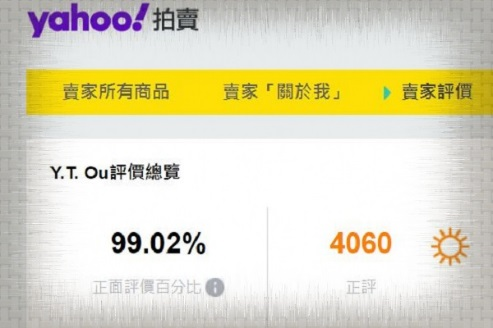 yahoo!拍賣
賣家所有商品 賣家「關於我」 賣家評價
Y.T. Ou評價總覽
99.02% 4060
正面評價百分比 i 正評